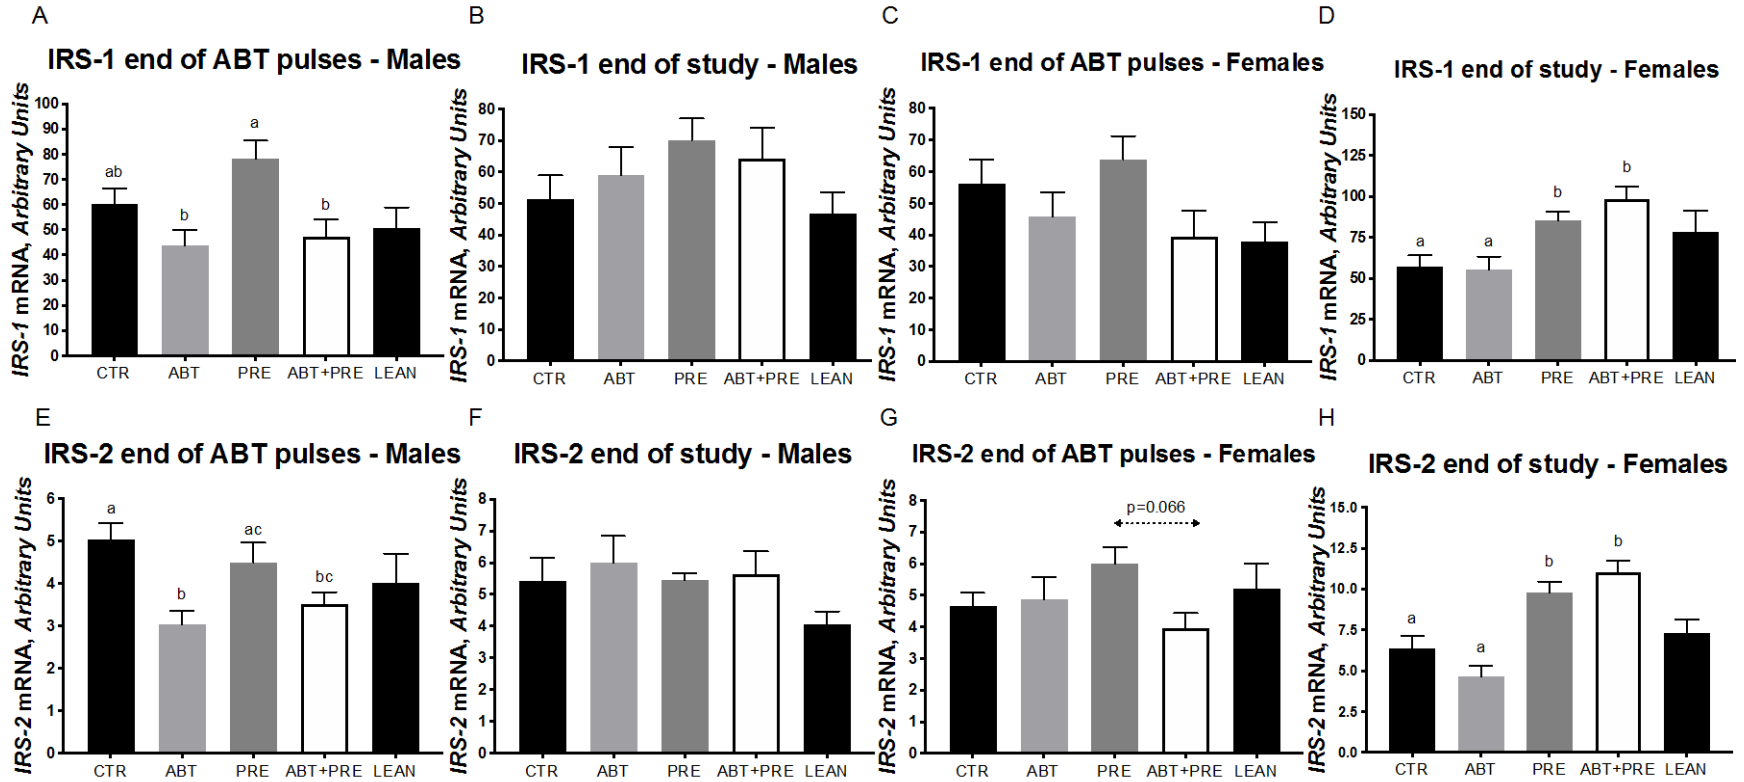 A
IRS-1 end of ABT pulses - Males
IRS-1 mRNA, Arbitrary Units
100
90
80
70
60
50
40
30
20
10
0
ab
b
a
b
CTR ABT PRE ABT+PRE LEAN
B
IRS-1 end of study - Males
IRS-1 mRNA, Arbitrary Units
80
70
60
50
40
30
20
10
0
CTR ABT PRE ABT+PRE LEAN
C
IRS-1 end of ABT pulses - Females
IRS-1 mRNA, Arbitrary Units
80
70
60
50
40
30
20
10
0
CTR ABT PRE ABT+PRE LEAN
D
IRS-1 end of study - Females
IRS-1 mRNA, Arbitrary Units
150
125
100
75
50
25
0
a
a
b
b
CTR ABT PRE ABT+PRE LEAN
E
IRS-2 end of ABT pulses - Males
IRS-2 mRNA, Arbitrary Units
6
5
4
3
2
1
0
a
b
ac
bc
CTR ABT PRE ABT+PRE LEAN
F
IRS-2 end of study - Males
IRS-2 mRNA, Arbitrary Units
8
7
6
5
4
3
2
1
0
CTR ABT PRE ABT+PRE LEAN
G
IRS-2 end of ABT pulses - Females
IRS-2 mRNA, Arbitrary Units
8
7
6
5
4
3
2
1
0
p=0.066
CTR ABT PRE ABT+PRE LEAN
H
IRS-2 end of study - Females
IRS-2 mRNA, Arbitrary Units
15.0
12.5
10.0
7.5
5.0
2.5
0.0
a
a
b
b
CTR ABT PRE ABT+PRE LEAN